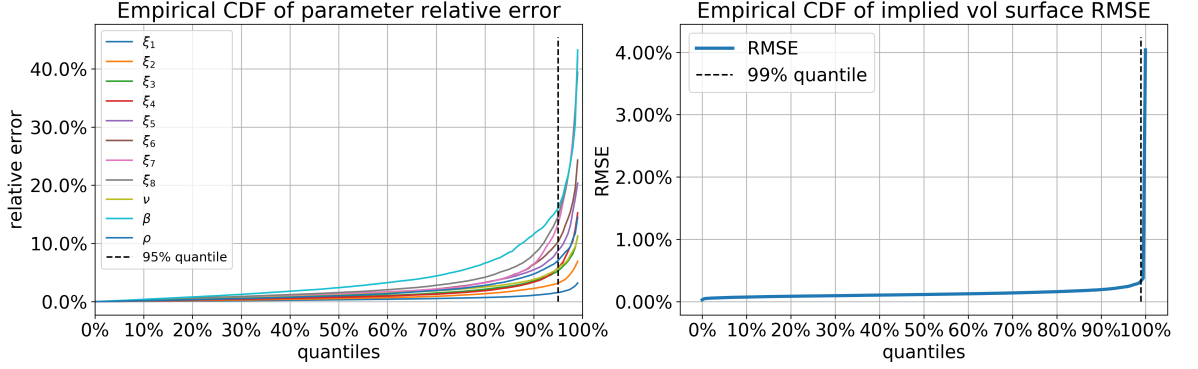 Empirical CDF of parameter relative error
relative error
40.0%
30.0%
20.0%
10.0%
0.0%
ξ1
ξ2
ξ3
ξ4
ξ5
ξ6
ξ7
ξ8
ν
β
ρ
95% quantile
0% 10% 20% 30% 40% 50% 60% 70% 80% 90% 100%
quantiles
Empirical CDF of implied vol surface RMSE
RMSE
4.00%
3.00%
2.00%
1.00%
0.00%
RMSE
99% quantile
0% 10% 20% 30% 40% 50% 60% 70% 80% 90% 100%
quantiles